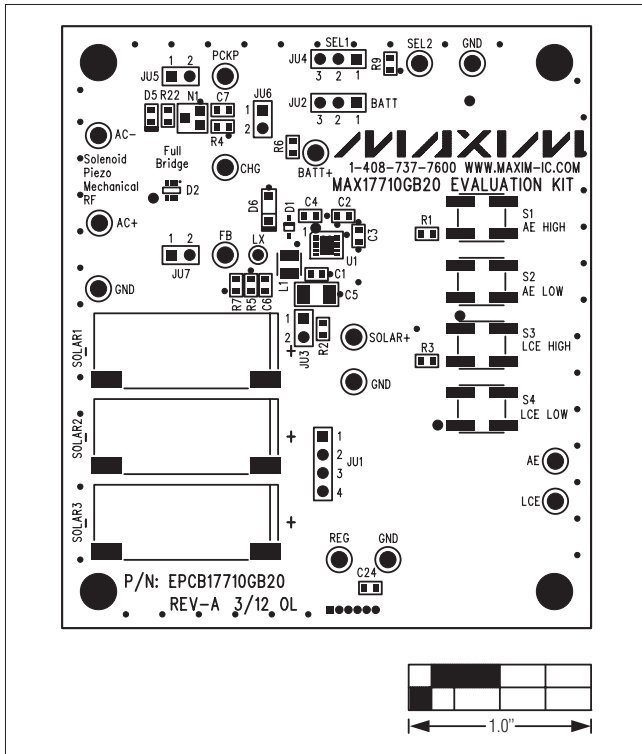 PCKP
SEL1
SEL2
GND
JU4
3 2 1
R9
1 2
JU5
JU6
D5
R22
N1
C7
1
2
JU2
3 2 1
BATT
R4
R6
AC-
MAXIM
Solenoid
Piezo
Mechanical
RF
Full
Bridge
D2
CHG
BATT+
1-408-737-7600 WWW.MAXIM-IC.COM
MAX17710GB20 EVALUATION KIT
AC+
D6
D1
C4
C2
C3
1
U1
R1
S1
AE HIGH
1 2
JU7
FB
LX
L1
C1
C5
S2
AE LOW
GND
R7
R5
C6
1
2
JU3
R2
SOLAR+
R3
S3
LCE HIGH
SOLAR1
-
+
GND
S4
LCE LOW
SOLAR2
-
+
1
2
3
4
JU1
AE
LCE
SOLAR3
-
+
REG
GND
C24
P/N: EPCB17710GB20
REV-A 3/12 OL
1.0"